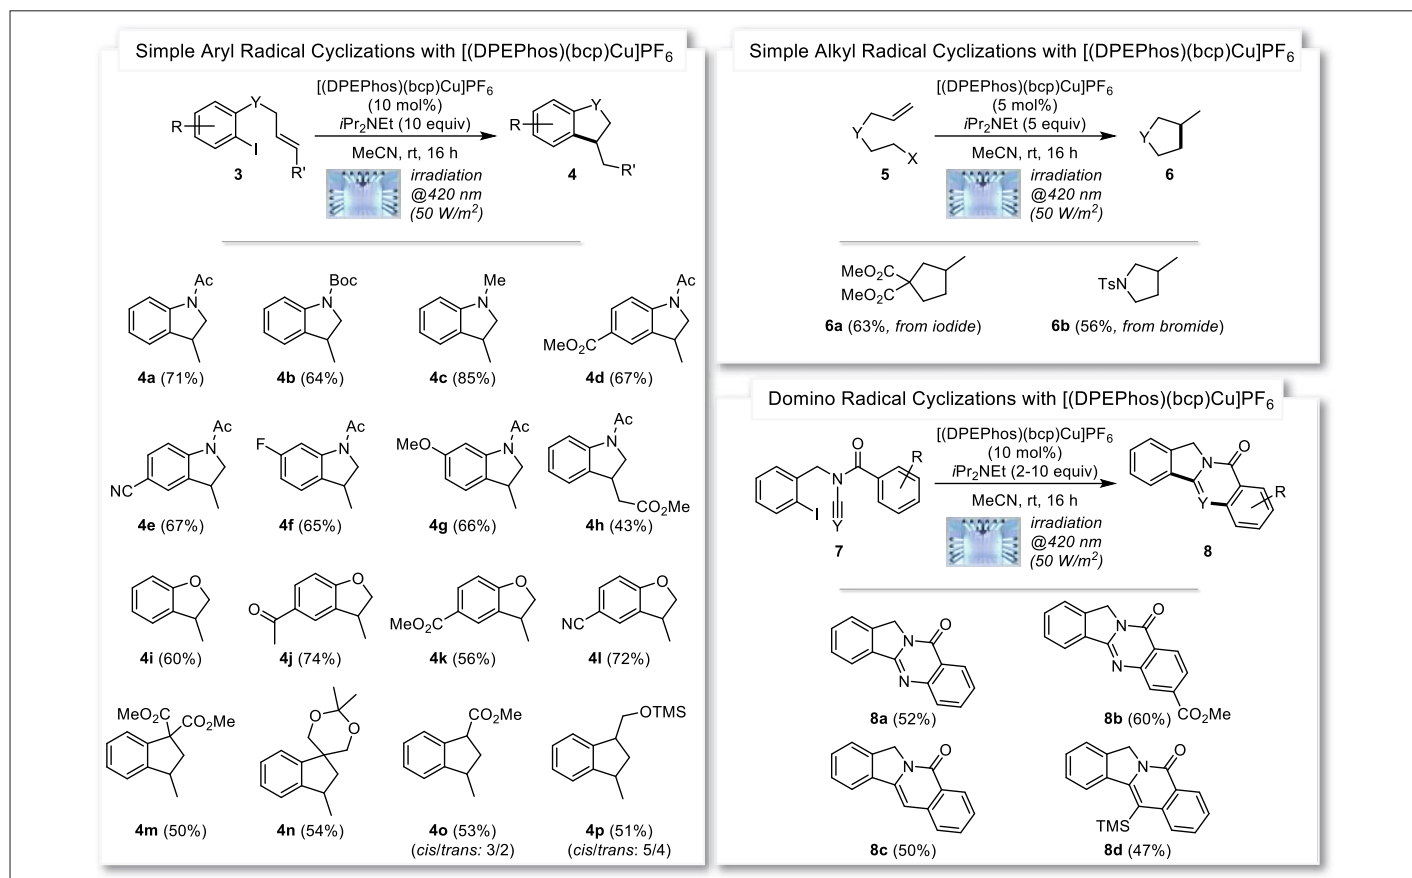 Simple Aryl Radical Cyclizations with [(DPEPhos)(bcp)Cu]PF6
R
Y
I
R'
3
[(DPEPhos)(bcp)Cu]PF6
(10 mol%)
iPr2NEt (10 equiv)
MeCN, rt, 16 h
irradiation
@420 nm
(50 W/m2)
R
Y
R'
4
Ac
N
4a (71%)
Boc
N
4b (64%)
Me
N
4c (85%)
Ac
N
MeO2C
4d (67%)
Ac
N
NC
4e (67%)
F
Ac
N
4f (65%)
MeO
Ac
N
4g (66%)
Ac
N
CO2Me
4h (43%)
O
4i (60%)
O
O
4j (74%)
O
MeO2C
4k (56%)
O
NC
4l (72%)
MeO2C
CO2Me
4m (50%)
O
O
4n (54%)
CO2Me
4o (53%)
(cis/trans: 3/2)
OTMS
4p (51%)
(cis/trans: 5/4)
Simple Alkyl Radical Cyclizations with [(DPEPhos)(bcp)Cu]PF6
Y
X
5
[(DPEPhos)(bcp)Cu]PF6
(5 mol%)
iPr2NEt (5 equiv)
MeCN, rt, 16 h
irradiation
@420 nm
(50 W/m2)
Y
6
MeO2C
MeO2C
6a (63%, from iodide)
TsN
6b (56%, from bromide)
Domino Radical Cyclizations with [(DPEPhos)(bcp)Cu]PF6
O
R
N
I
Y
7
[(DPEPhos)(bcp)Cu]PF6
(10 mol%)
iPr2NEt (2-10 equiv)
MeCN, rt, 16 h
irradiation
@420 nm
(50 W/m2)
N
O
Y
R
8
N
O
N
8a (52%)
N
O
N
CO2Me
8b (60%)
N
O
8c (50%)
N
O
TMS
8d (47%)